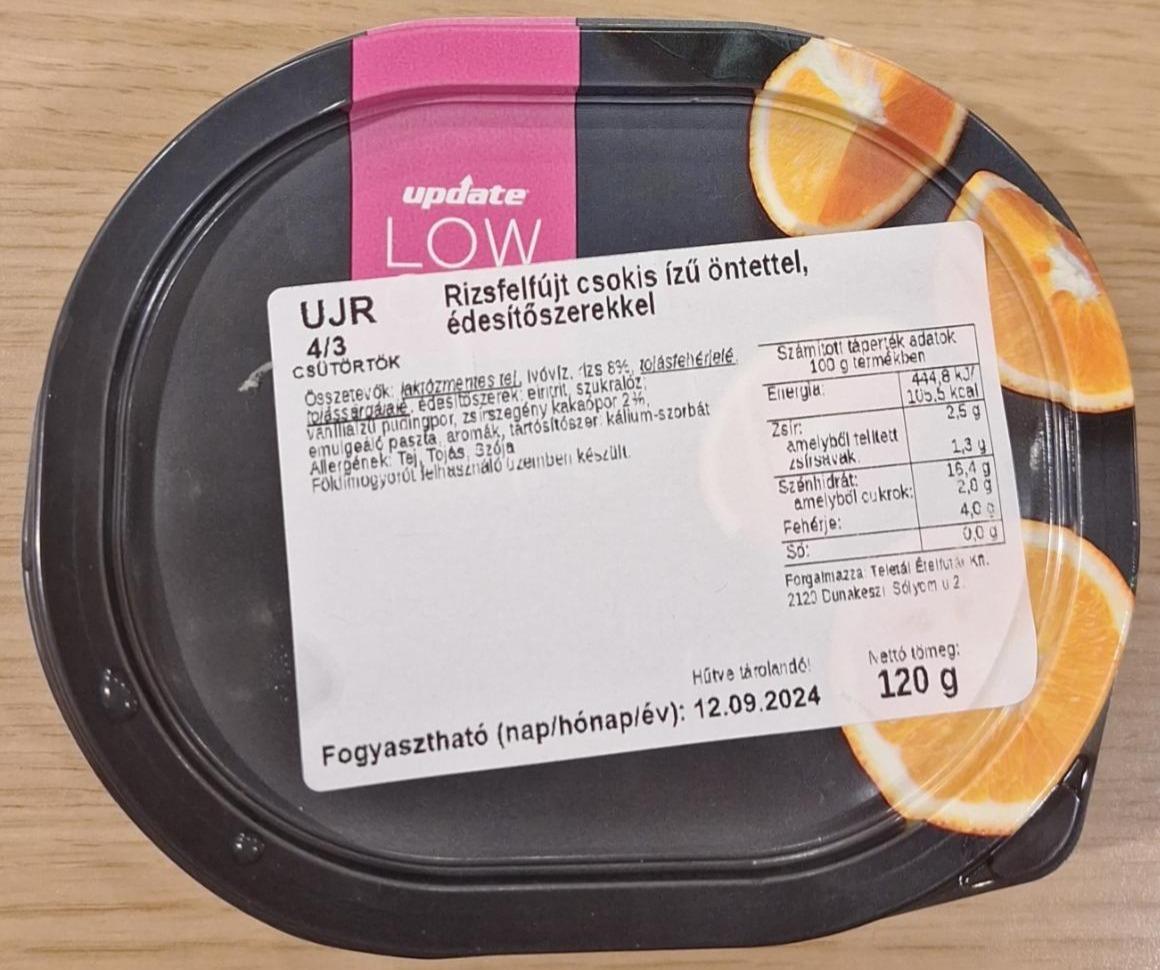 update
LOW
UJR
4/3
CSÜTÖRTÖK
Rizsfelfújt csokis ízű öntettel,
édesítőszerekkel
Összetevők: laktózmentes tej, ivóvíz, rizs 8%, tojásfehérjelé,
tojássárgájalé, édesítőszerek: eritrit, szukralóz;
vanília ízű pudingpor, zsírszegény kakaópor 2%,
emulgeáló paszta, aromák, tartósítószer: kálium-szorbát
Allergének: Tej, Tojás, Szója
Földimogyorót felhasználó üzemben készült.
Számított tápérték adatok
100 g termékben
Energia: 444,8 kJ/
105,5 kcal
Zsír: 2,5 g
amelyből telített
zsírsavak: 1,3 g
Szénhidrát: 16,4 g
amelyből cukrok: 2,0 g
Fehérje: 4,0 g
Só: 0,0 g
Forgalmazza: Teletál Ételfutár Kft.
2120 Dunakeszi Sólyom u 2.
Hűtve tárolandó!
Nettó tömeg:
120 g
Fogyasztható (nap/hónap/év): 12.09.2024